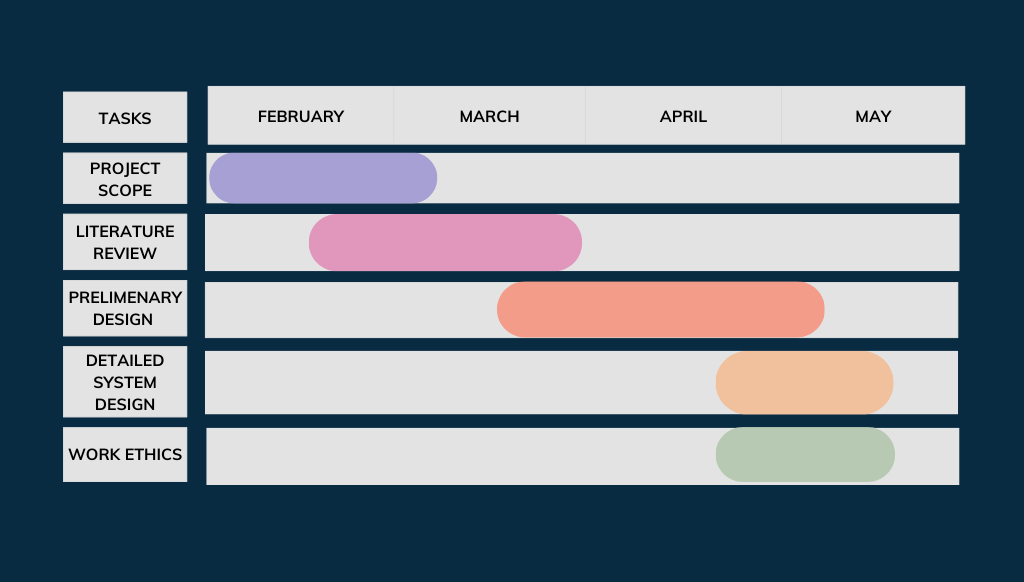 TASKS
FEBRUARY
MARCH
APRIL
MAY
PROJECT
SCOPE
LITERATURE
REVIEW
PRELIMENARY
DESIGN
DETAILED
SYSTEM
DESIGN
WORK ETHICS